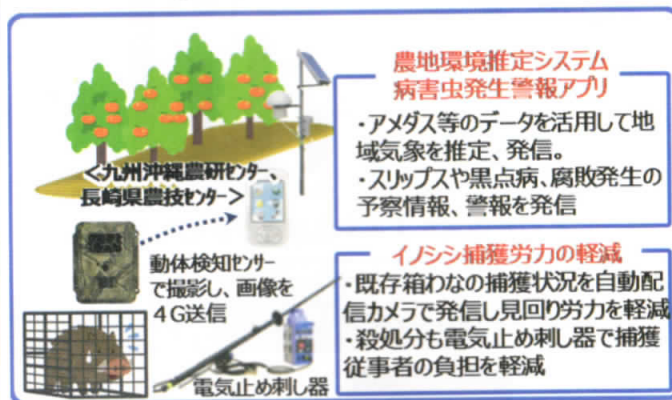 農地環境推定システム
病害虫発生警報アプリ
・アメダス等のデータを活用して地
域気象を推定、発信。
・スリップスや黒点病、腐敗発生の
予察情報、警報を発信
<九州沖縄農研センター、
長崎県農技センター>
動体検知センサー
で撮影し、画像を
4G送信
電気止め刺し器
イノシシ捕獲労力の軽減
・既存箱わなの捕獲状況を自動配
信カメラで発信し見回り労力を軽減
・殺処分も電気止め刺し器で捕獲
従事者の負担を軽減